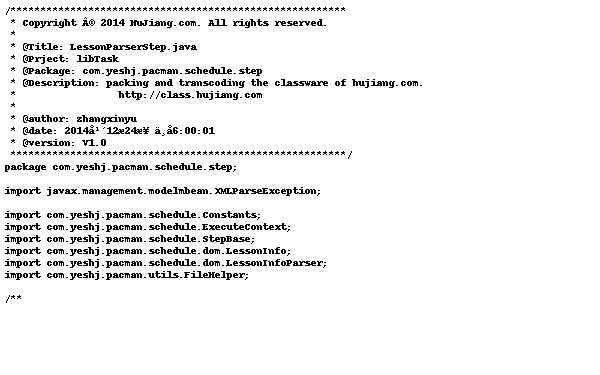 /********************************************************
 * Copyright Â© 2014 HuJiang.com. All rights reserved.
 *
 * @Title: LessonParserStep.java
 * @Prject: libTask
 * @Package: com.yeshj.pacman.schedule.step
 * @Description: packing and transcoding the classware of hujiang.com.
 *                 http://class.hujiang.com
 *
 * @author: zhangxinyu
 * @date: 2014å¹´12æ24æ¥ ä¸å6:00:01
 * @version: V1.0
 ********************************************************/
package com.yeshj.pacman.schedule.step;

import javax.management.modelmbean.XMLParseException;

import com.yeshj.pacman.schedule.Constants;
import com.yeshj.pacman.schedule.ExecuteContext;
import com.yeshj.pacman.schedule.StepBase;
import com.yeshj.pacman.schedule.dom.LessonInfo;
import com.yeshj.pacman.schedule.dom.LessonInfoParser;
import com.yeshj.pacman.utils.FileHelper;

/**